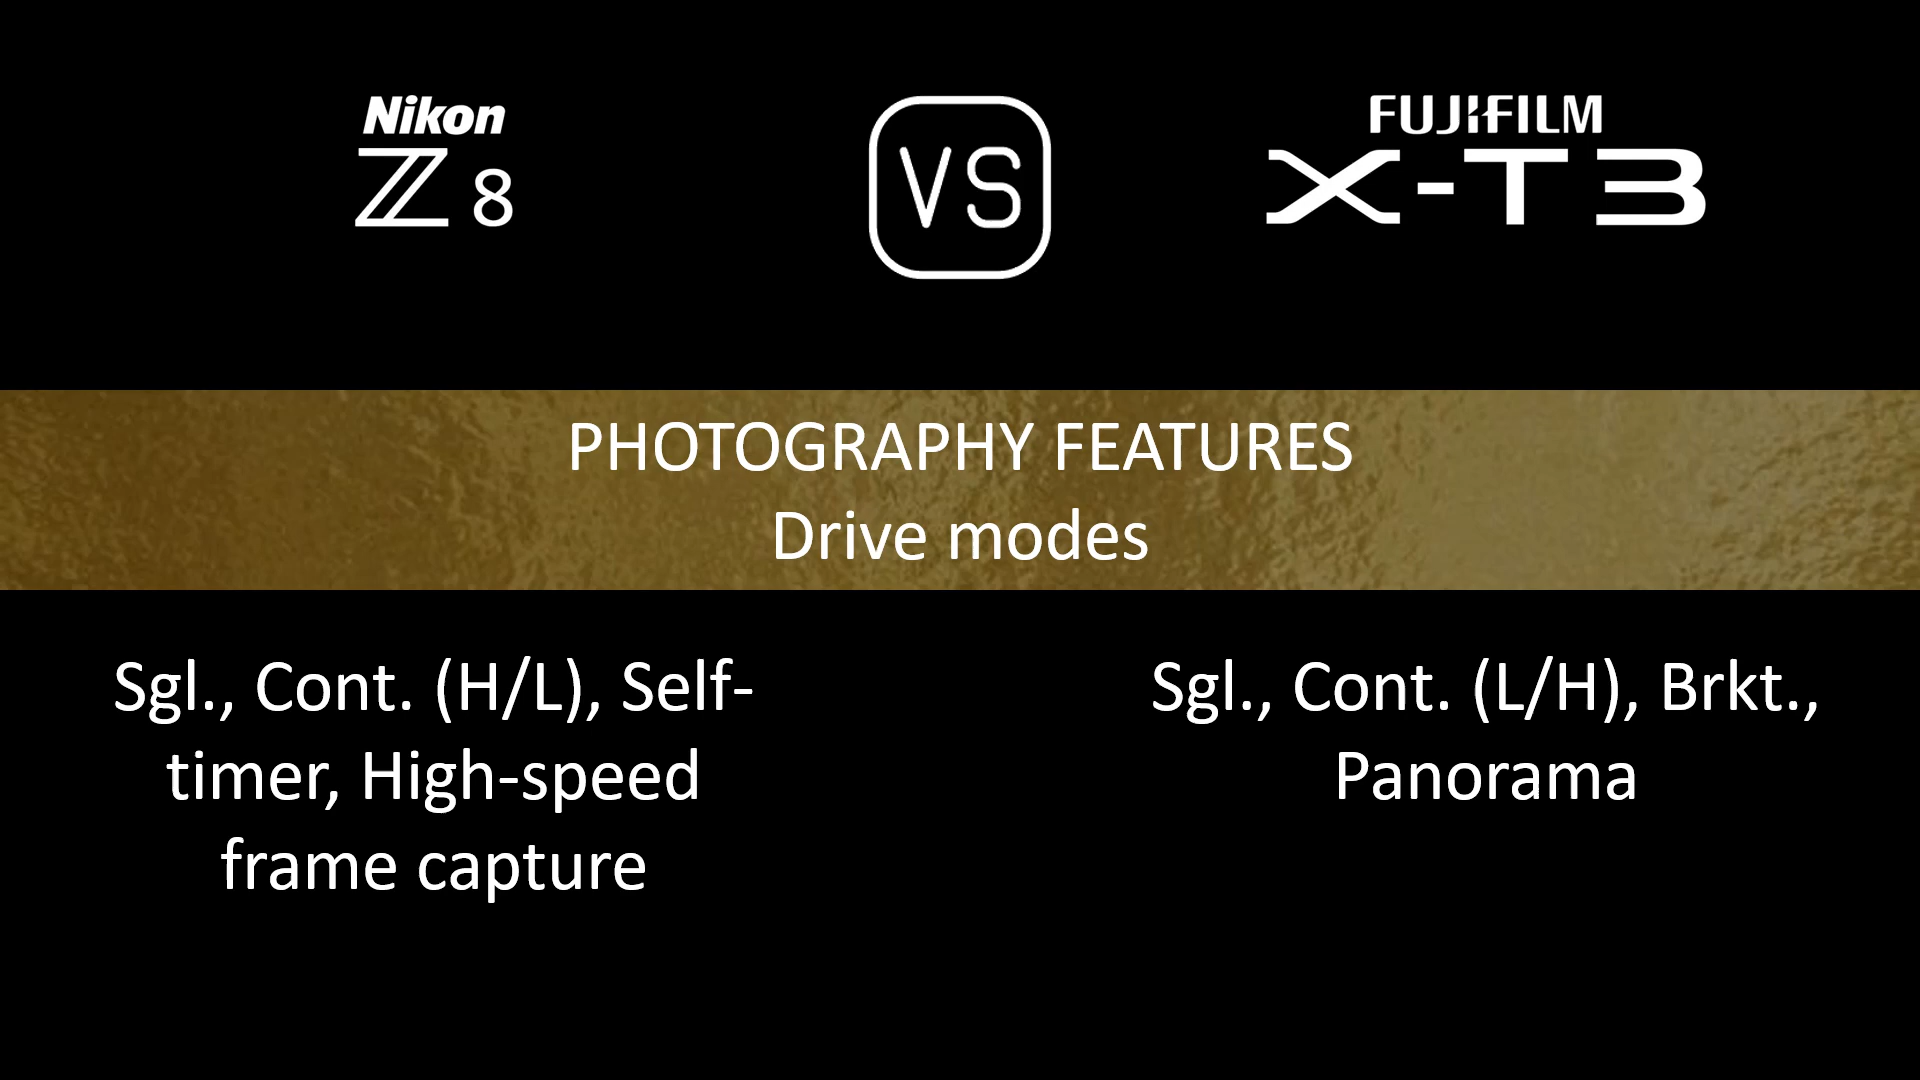 Nikon
Z 8
VS
FUJIFILM
X-T3
PHOTOGRAPHY FEATURES
Drive modes
Sgl., Cont. (H/L), Self-
timer, High-speed
frame capture
Sgl., Cont. (L/H), Brkt.,
Panorama